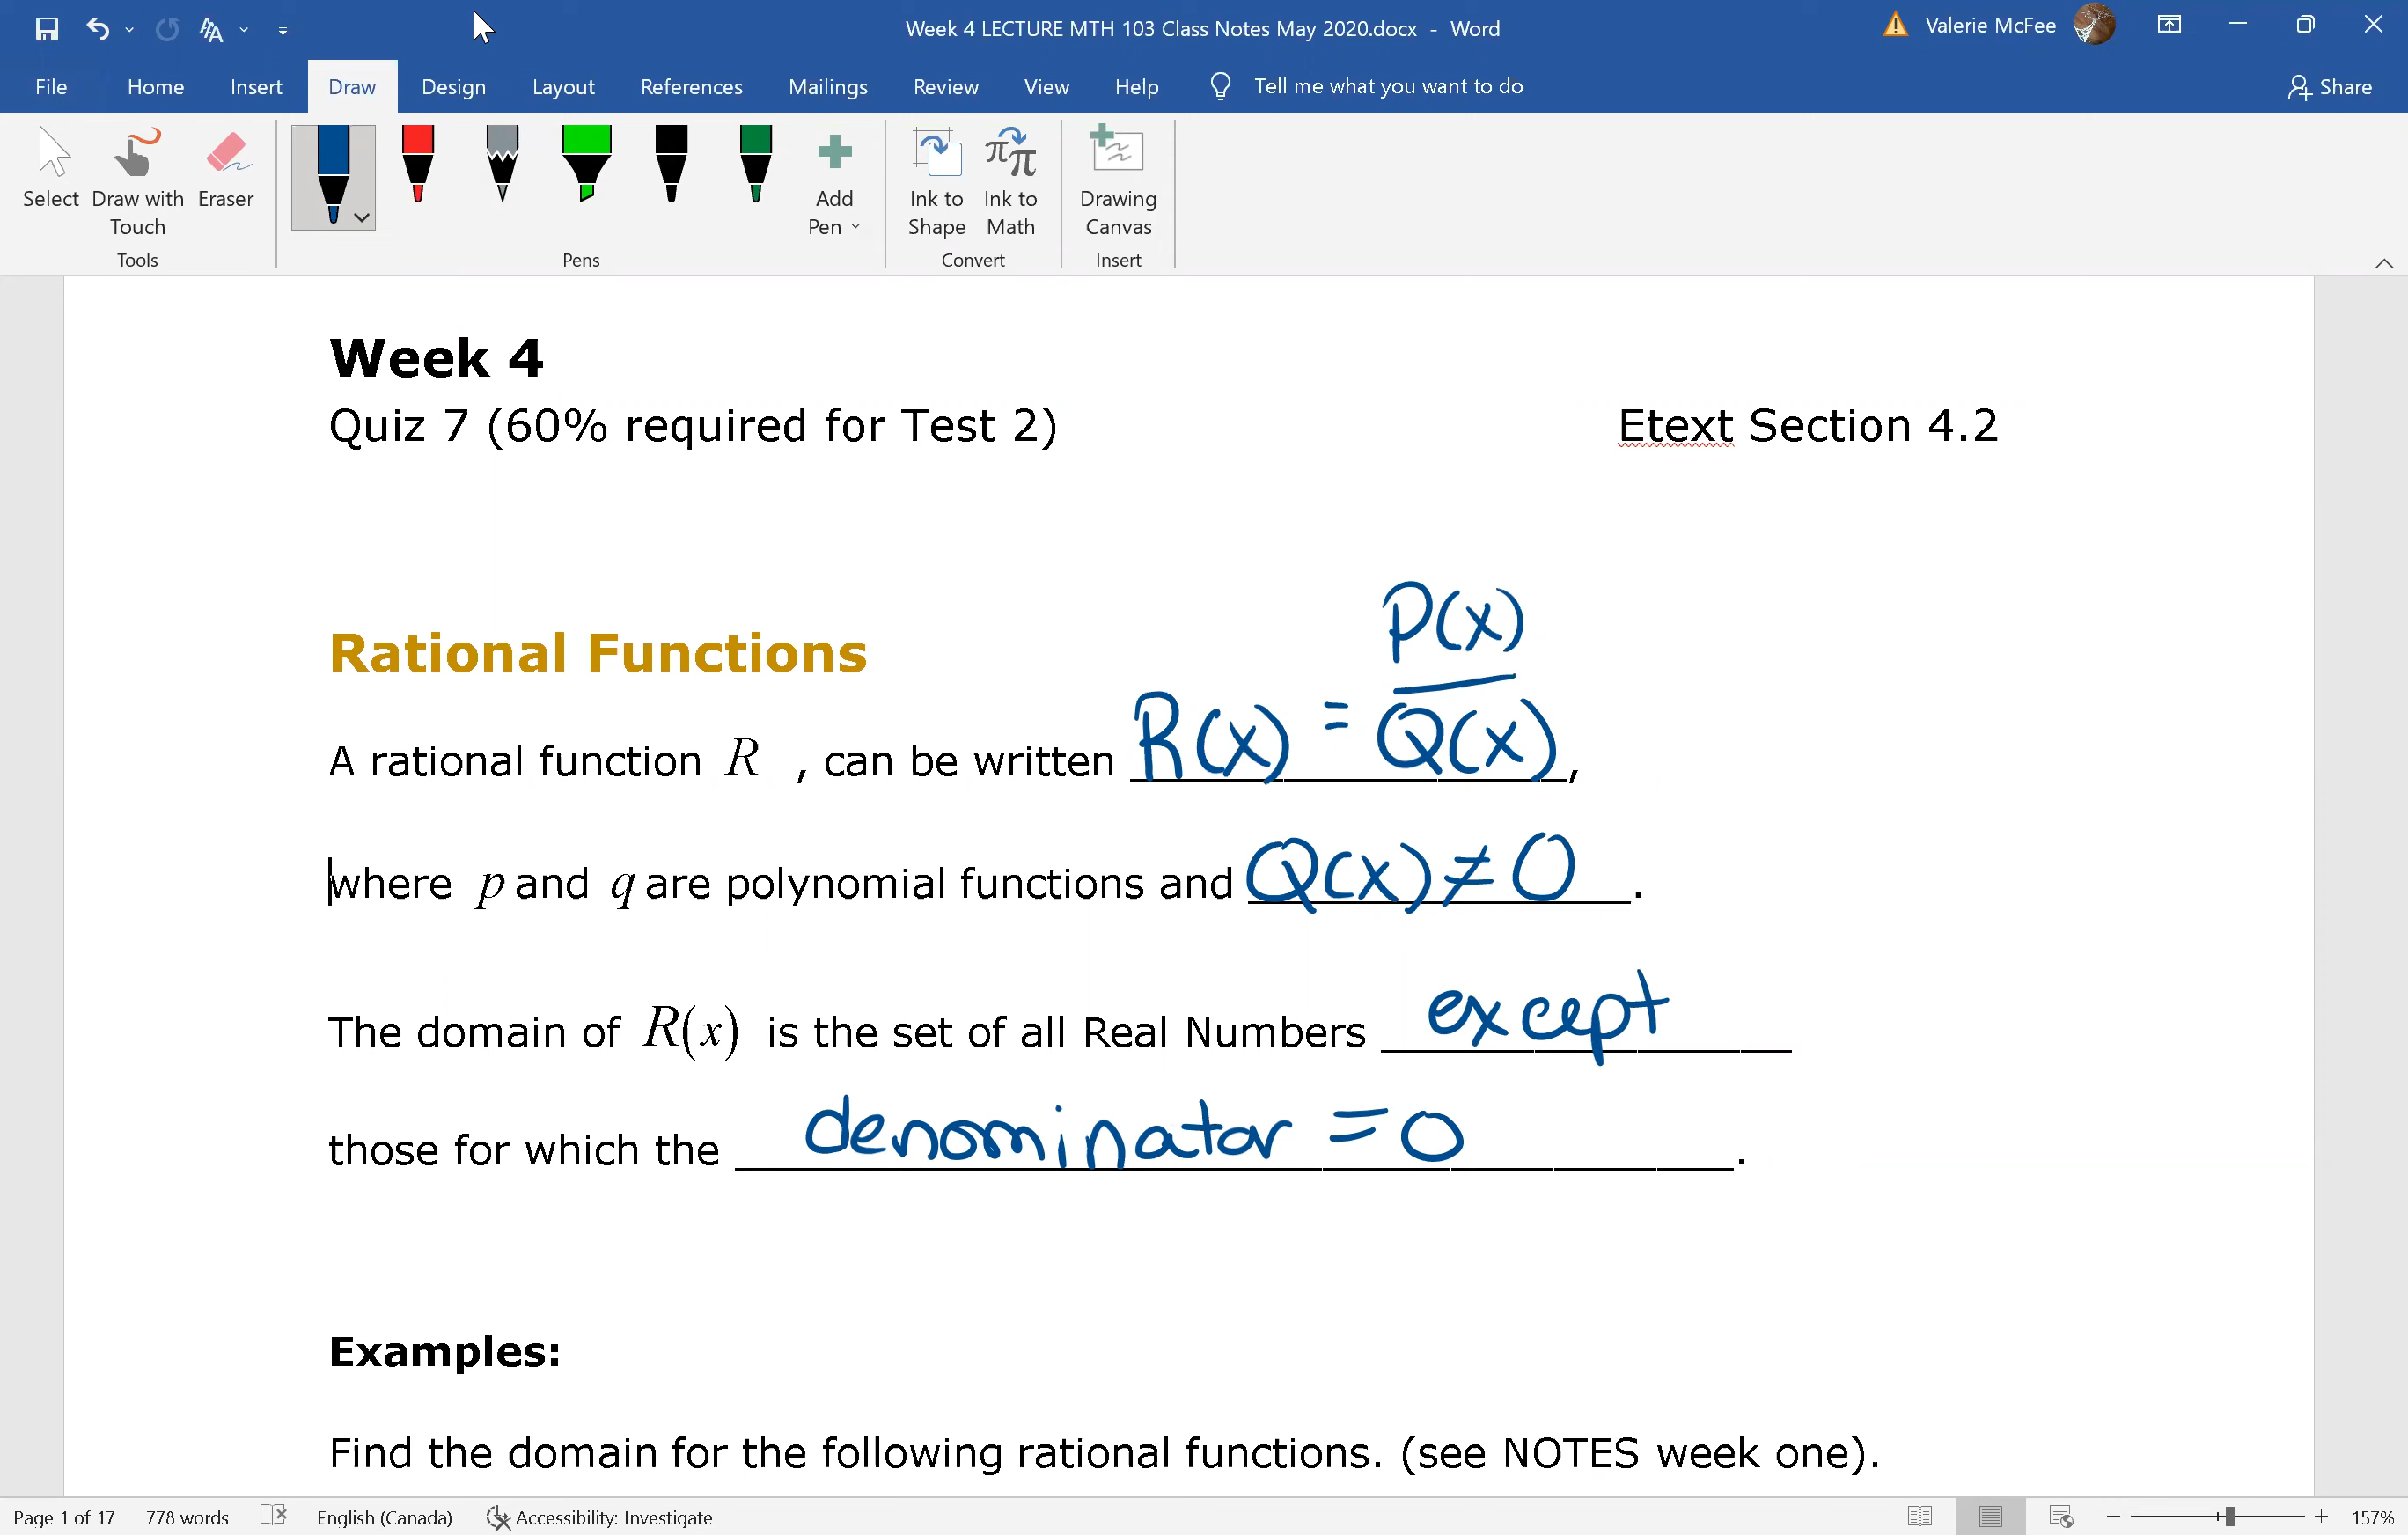 Week 4 LECTURE MTH 103 Class Notes May 2020.docx - Word
Valerie McFee
File Home Insert Draw Design Layout References Mailings Review View Help Tell me what you want to do Share
Select Draw with Touch Eraser Add Pen Ink to Shape Ink to Math Drawing Canvas
Tools Pens Convert Insert
Week 4
Quiz 7 (60% required for Test 2) Etext Section 4.2
Rational Functions
A rational function R , can be written R(x) = P(x)/Q(x),
where p and q are polynomial functions and Q(x) ≠ 0.
The domain of R(x) is the set of all Real Numbers except
those for which the denominator = 0.
Examples:
Find the domain for the following rational functions. (see NOTES week one).
Page 1 of 17 778 words English (Canada) Accessibility: Investigate 157%